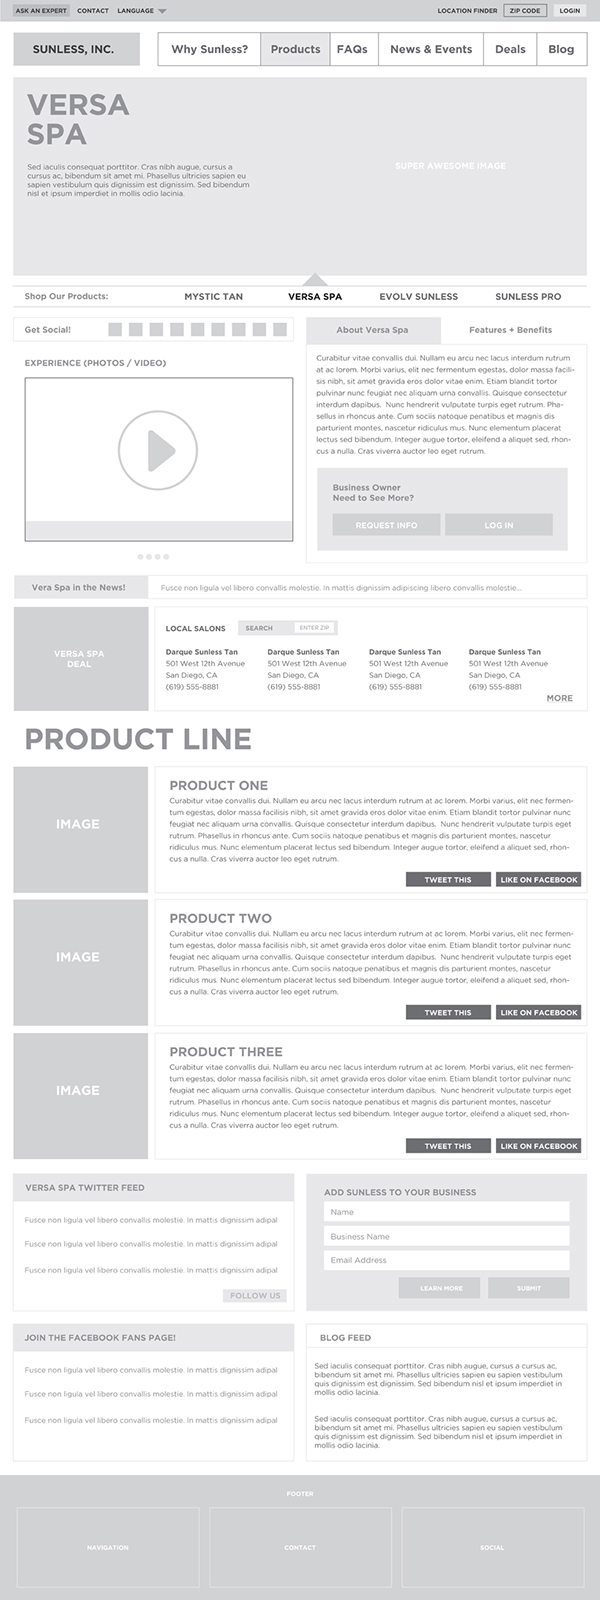 ASK AN EXPERT CONTACT LANGUAGE LOCATION FINDER ZIP CODE LOGIN
SUNLESS, INC. Why Sunless? Products FAQs News & Events Deals Blog
VERSA
SPA
Sed iaculis consequat porttitor. Cras nibh augue, cursus a
cursus ac, bibendum sit amet mi. Phasellus ultricies sapien eu
sapien vestibulum quis dignissim est dignissim. Sed bibendum
nisl et ipsum imperdiet in mollis odio lacinia.
SUPER AWESOME IMAGE
Shop Our Products: MYSTIC TAN VERSA SPA EVOLV SUNLESS SUNLESS PRO
Get Social!
EXPERIENCE (PHOTOS / VIDEO)
About Versa Spa Features + Benefits
Curabitur vitae convallis dui. Nullam eu arcu nec lacus interdum rutrum
at ac lorem. Morbi varius, elit nec fermentum egestas, dolor massa facili-
sis nibh, sit amet gravida eros dolor vitae enim. Etiam blandit tortor
pulvinar nunc feugiat nec aliquam urna convallis. Quisque consectetur
interdum dapibus.  Nunc hendrerit vulputate turpis eget rutrum. Pha-
sellus in rhoncus ante. Cum sociis natoque penatibus et magnis dis
parturient montes, nascetur ridiculus mus. Nunc elementum placerat
lectus sed bibendum. Integer augue tortor, eleifend a aliquet sed, rhon-
cus a nulla. Cras viverra auctor leo eget rutrum.
Business Owner
Need to See More?
REQUEST INFO LOG IN
Vera Spa in the News! Fusce non ligula vel libero convallis molestie. In mattis dignissim adipiscing libero convallis molestie...
VERSA SPA
DEAL
LOCAL SALONS SEARCH ENTER ZIP
Darque Sunless Tan Darque Sunless Tan Darque Sunless Tan Darque Sunless Tan
501 West 12th Avenue 501 West 12th Avenue 501 West 12th Avenue 501 West 12th Avenue
San Diego, CA San Diego, CA San Diego, CA San Diego, CA
(619) 555-8881 (619) 555-8881 (619) 555-8881 (619) 555-8881
MORE
PRODUCT LINE
IMAGE
PRODUCT ONE
Curabitur vitae convallis dui. Nullam eu arcu nec lacus interdum rutrum at ac lorem. Morbi varius, elit nec fermen-
tum egestas, dolor massa facilisis nibh, sit amet gravida eros dolor vitae enim. Etiam blandit tortor pulvinar nunc
feugiat nec aliquam urna convallis. Quisque consectetur interdum dapibus.  Nunc hendrerit vulputate turpis eget
rutrum. Phasellus in rhoncus ante. Cum sociis natoque penatibus et magnis dis parturient montes, nascetur
ridiculus mus. Nunc elementum placerat lectus sed bibendum. Integer augue tortor, eleifend a aliquet sed, rhon-
cus a nulla. Cras viverra auctor leo eget rutrum.
TWEET THIS LIKE ON FACEBOOK
IMAGE
PRODUCT TWO
Curabitur vitae convallis dui. Nullam eu arcu nec lacus interdum rutrum at ac lorem. Morbi varius, elit nec fermen-
tum egestas, dolor massa facilisis nibh, sit amet gravida eros dolor vitae enim. Etiam blandit tortor pulvinar nunc
feugiat nec aliquam urna convallis. Quisque consectetur interdum dapibus.  Nunc hendrerit vulputate turpis eget
rutrum. Phasellus in rhoncus ante. Cum sociis natoque penatibus et magnis dis parturient montes, nascetur
ridiculus mus. Nunc elementum placerat lectus sed bibendum. Integer augue tortor, eleifend a aliquet sed, rhon-
cus a nulla. Cras viverra auctor leo eget rutrum.
TWEET THIS LIKE ON FACEBOOK
IMAGE
PRODUCT THREE
Curabitur vitae convallis dui. Nullam eu arcu nec lacus interdum rutrum at ac lorem. Morbi varius, elit nec fermen-
tum egestas, dolor massa facilisis nibh, sit amet gravida eros dolor vitae enim. Etiam blandit tortor pulvinar nunc
feugiat nec aliquam urna convallis. Quisque consectetur interdum dapibus.  Nunc hendrerit vulputate turpis eget
rutrum. Phasellus in rhoncus ante. Cum sociis natoque penatibus et magnis dis parturient montes, nascetur
ridiculus mus. Nunc elementum placerat lectus sed bibendum. Integer augue tortor, eleifend a aliquet sed, rhon-
cus a nulla. Cras viverra auctor leo eget rutrum.
TWEET THIS LIKE ON FACEBOOK
VERSA SPA TWITTER FEED
Fusce non ligula vel libero convallis molestie. In mattis dignissim adipal
Fusce non ligula vel libero convallis molestie. In mattis dignissim adipal
Fusce non ligula vel libero convallis molestie. In mattis dignissim adipal
FOLLOW US
ADD SUNLESS TO YOUR BUSINESS
Name
Business Name
Email Address
LEARN MORE SUBMIT
JOIN THE FACEBOOK FANS PAGE!
Fusce non ligula vel libero convallis molestie. In mattis dignissim adipal
Fusce non ligula vel libero convallis molestie. In mattis dignissim adipal
Fusce non ligula vel libero convallis molestie. In mattis dignissim adipal
BLOG FEED
Sed iaculis consequat porttitor. Cras nibh augue, cursus a cursus ac,
bibendum sit amet mi. Phasellus ultricies sapien eu sapien vestibulum
quis dignissim est dignissim. Sed bibendum nisl et ipsum imperdiet in
mollis odio lacinia.
Sed iaculis consequat porttitor. Cras nibh augue, cursus a cursus ac,
bibendum sit amet mi. Phasellus ultricies sapien eu sapien vestibulum
quis dignissim est dignissim. Sed bibendum nisl et ipsum imperdiet in
mollis odio lacinia.
FOOTER
NAVIGATION CONTACT SOCIAL